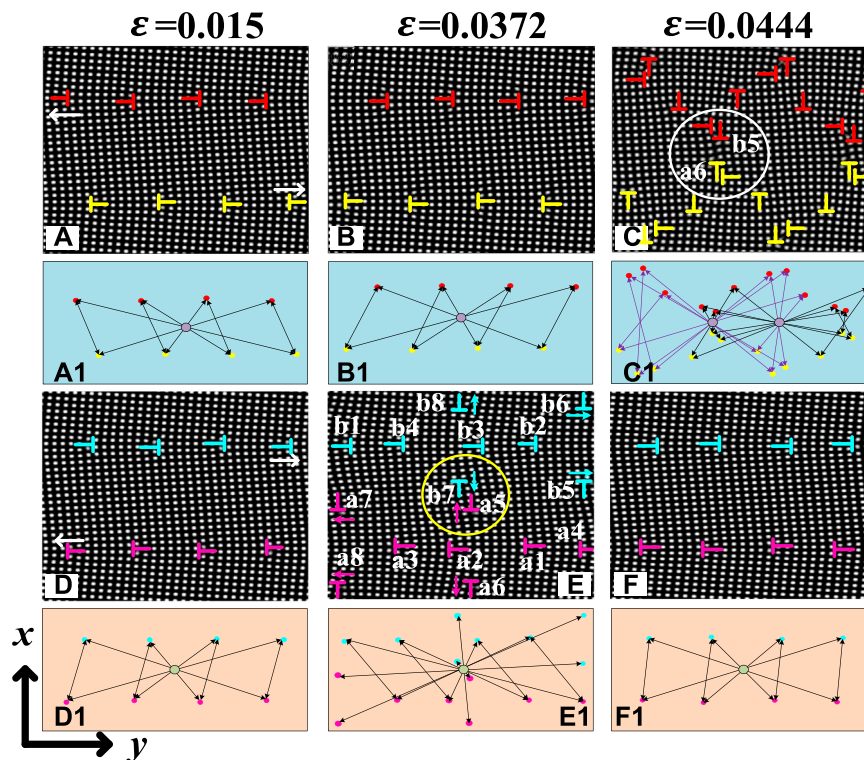 ε=0.015 ε=0.0372 ε=0.0444
b5
a6
A B C
A1 B1 C1
b8 b6
b1 b4 b3 b2
b7 a5 b5
a7
a4
a8 a3 a2 a1
a6
D E F
D1 E1 F1
x
y